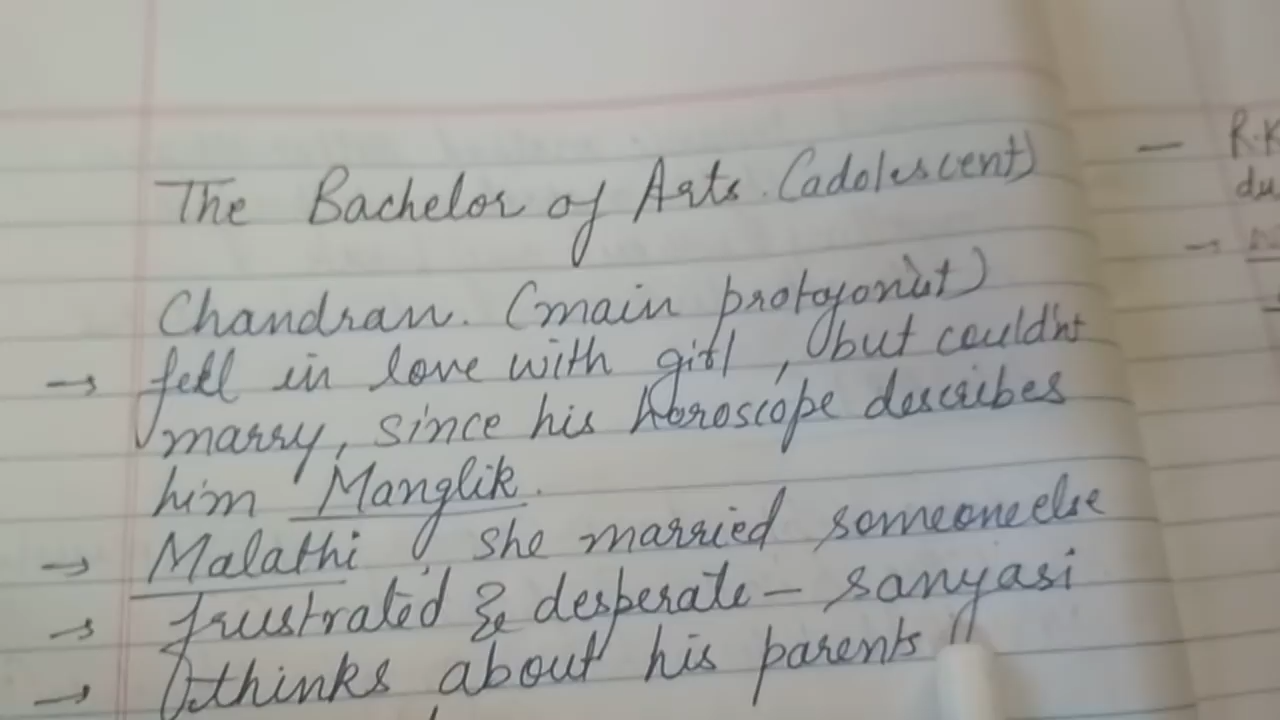 The Bachelor of Arts. (adolescent)
Chandran. (main protagonist)
→ fell in love with girl, but couldn't
marry, since his horoscope describes
him Manglik.
→ Malathi, she married someone else
→ frustrated & desperate - sanyasi
→ thinks about his parents
— R.K
du
→